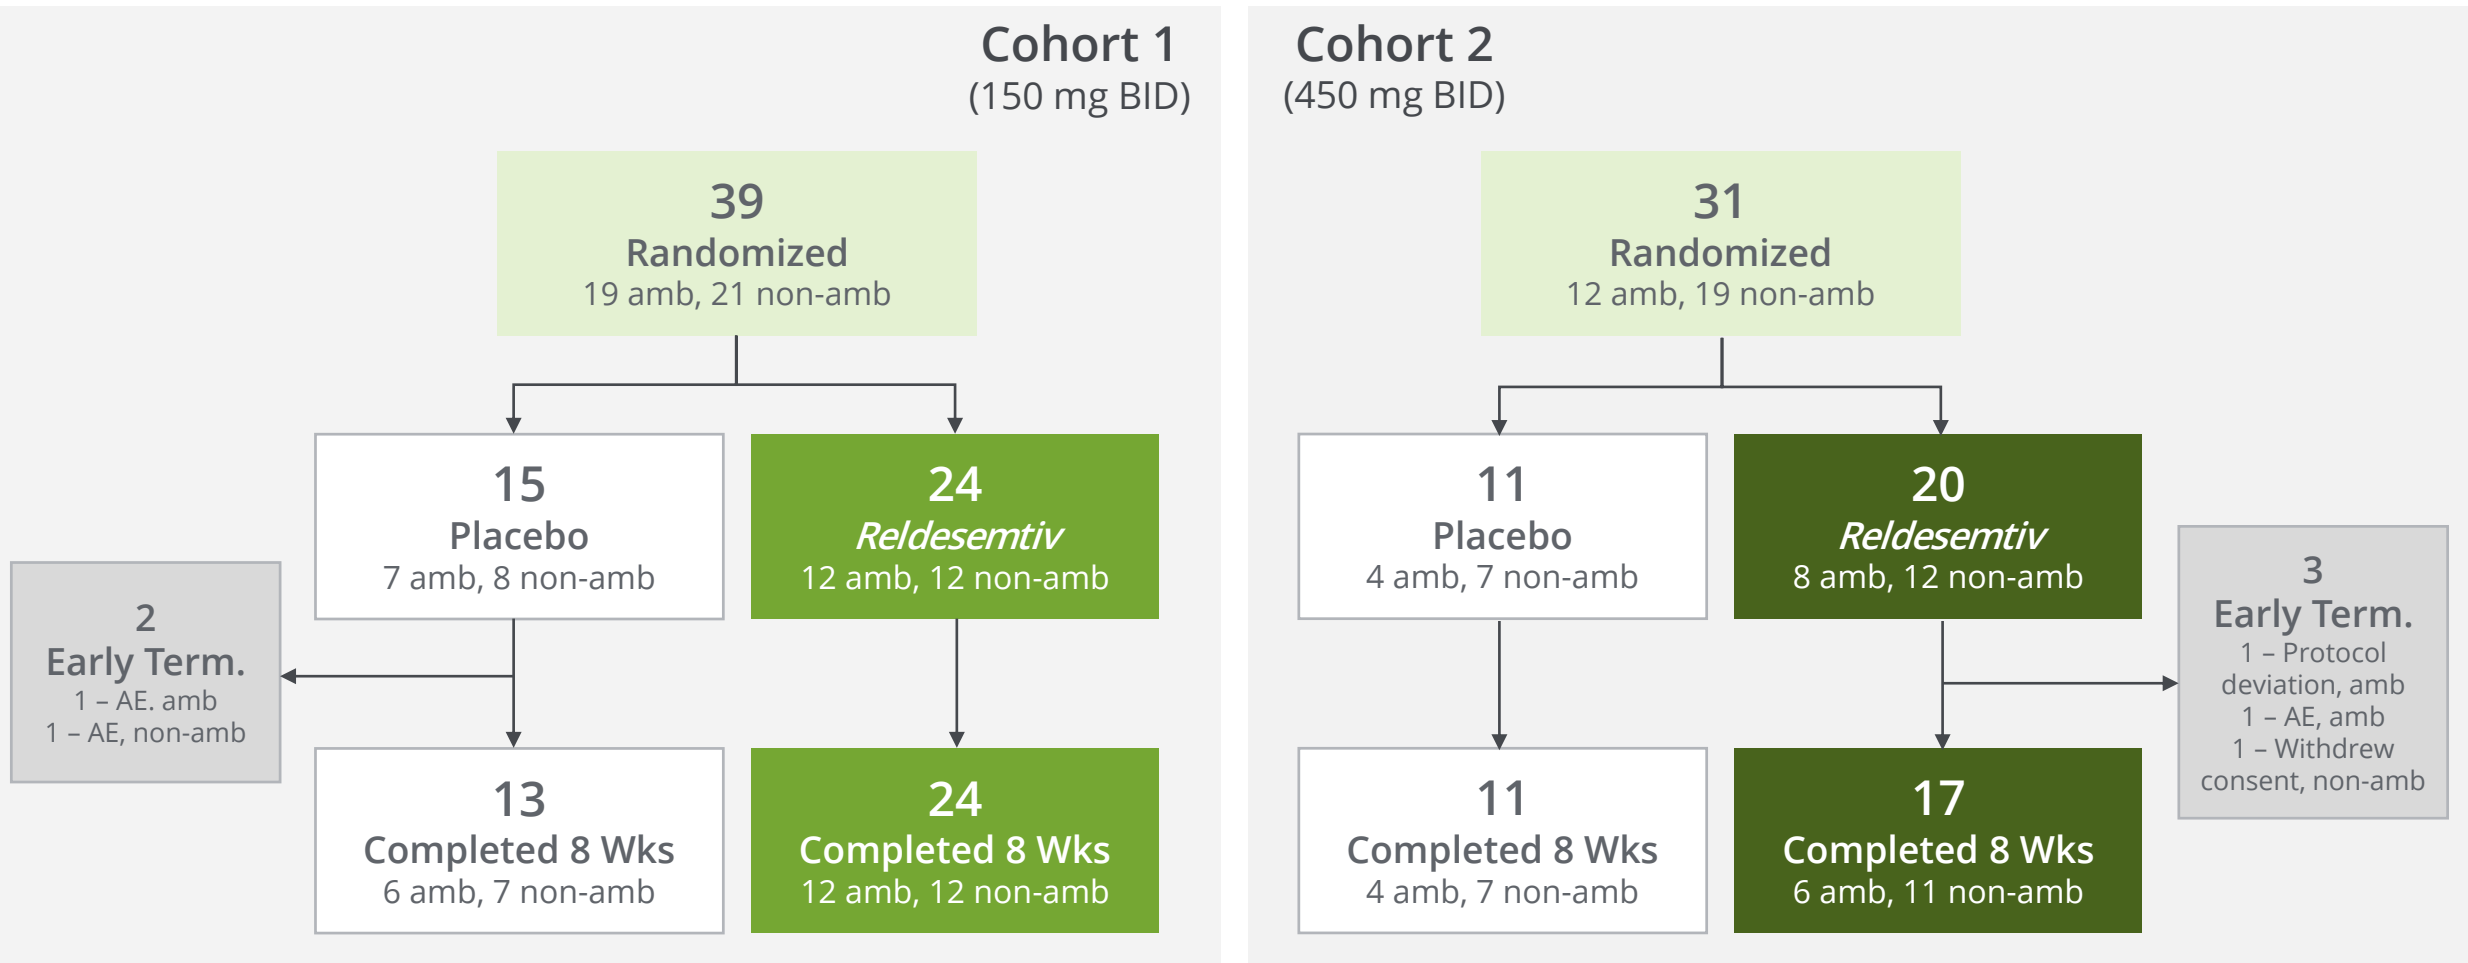 Cohort 1
(150 mg BID)
39
Randomized
19 amb, 21 non-amb
15
Placebo
7 amb, 8 non-amb
24
Reldesemtiv
12 amb, 12 non-amb
2
Early Term.
1 – AE. amb
1 – AE, non-amb
13
Completed 8 Wks
6 amb, 7 non-amb
24
Completed 8 Wks
12 amb, 12 non-amb
Cohort 2
(450 mg BID)
31
Randomized
12 amb, 19 non-amb
11
Placebo
4 amb, 7 non-amb
20
Reldesemtiv
8 amb, 12 non-amb
3
Early Term.
1 – Protocol
deviation, amb
1 – AE, amb
1 – Withdrew
consent, non-amb
11
Completed 8 Wks
4 amb, 7 non-amb
17
Completed 8 Wks
6 amb, 11 non-amb